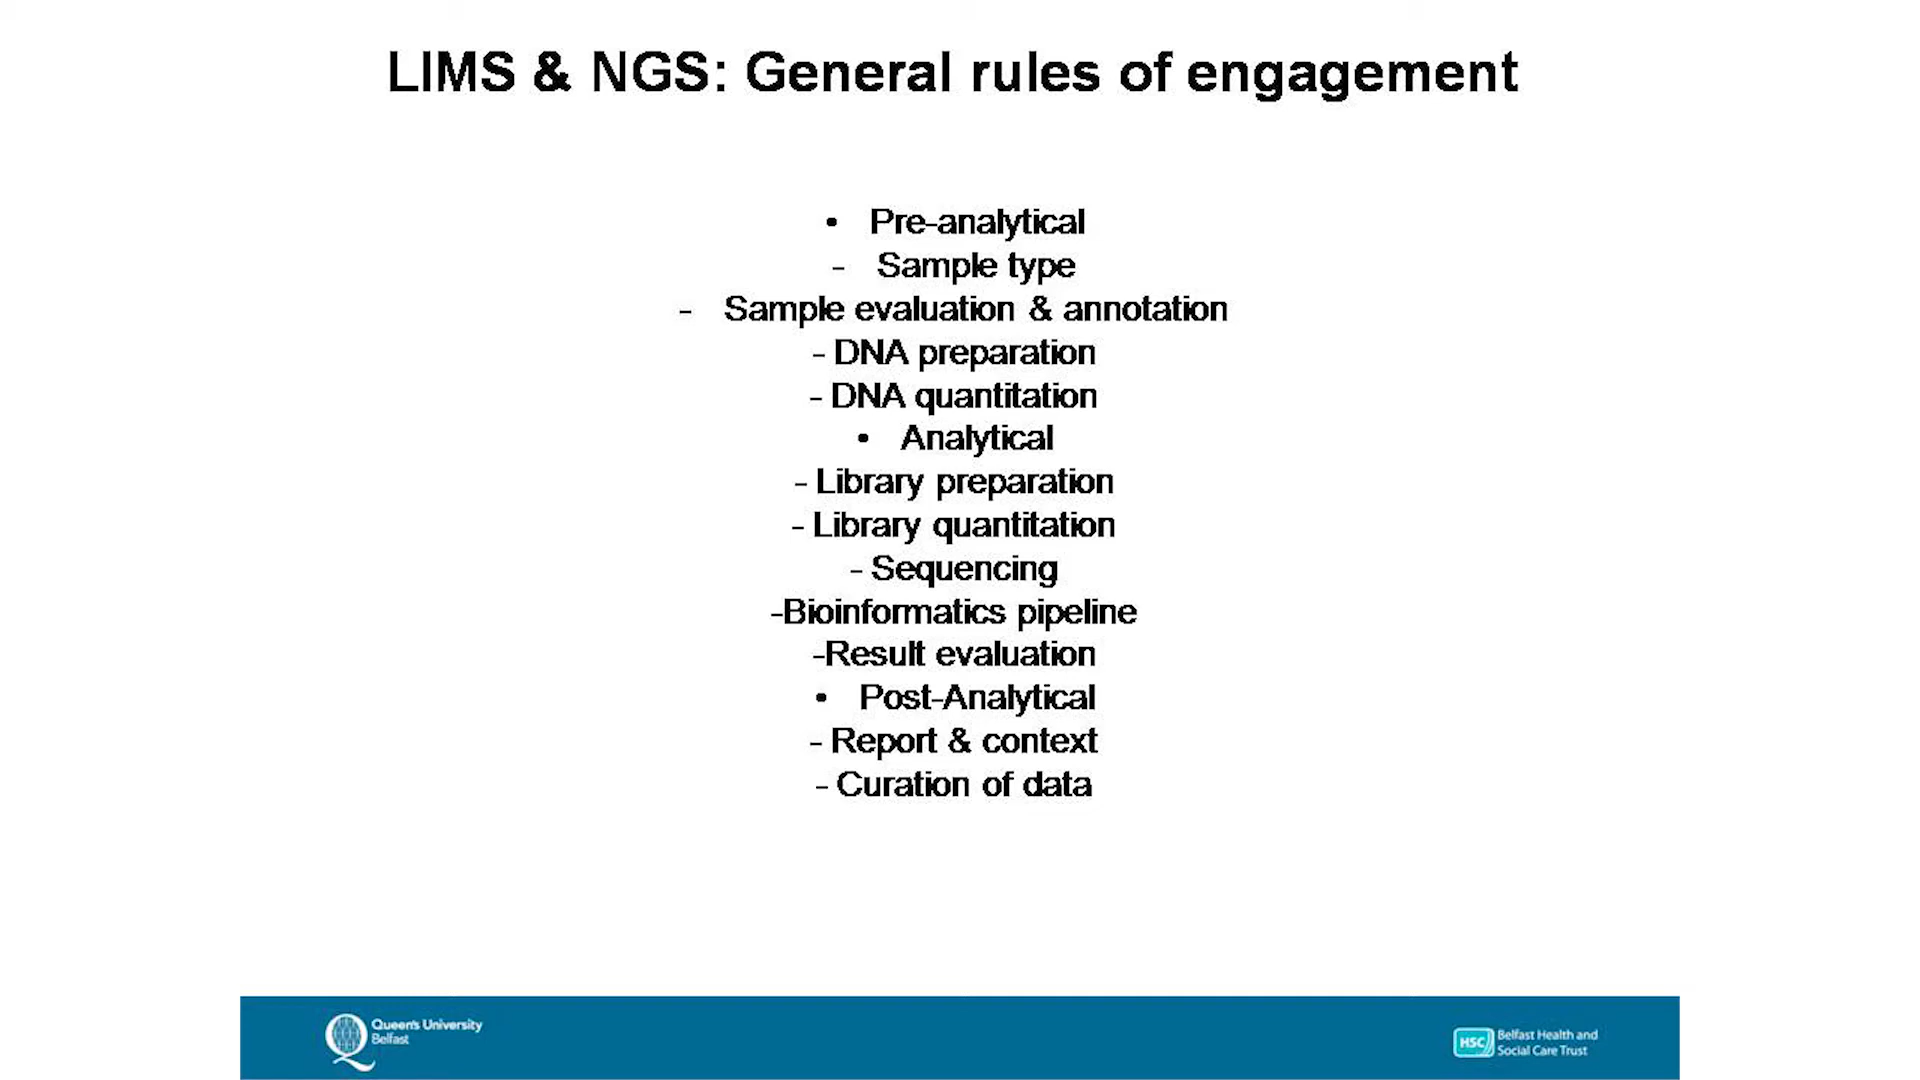 LIMS & NGS: General rules of engagement
• Pre-analytical
- Sample type
- Sample evaluation & annotation
- DNA preparation
- DNA quantitation
• Analytical
- Library preparation
- Library quantitation
- Sequencing
-Bioinformatics pipeline
-Result evaluation
• Post-Analytical
- Report & context
- Curation of data
Queen's University
Belfast
HSC
Belfast Health and
Social Care Trust